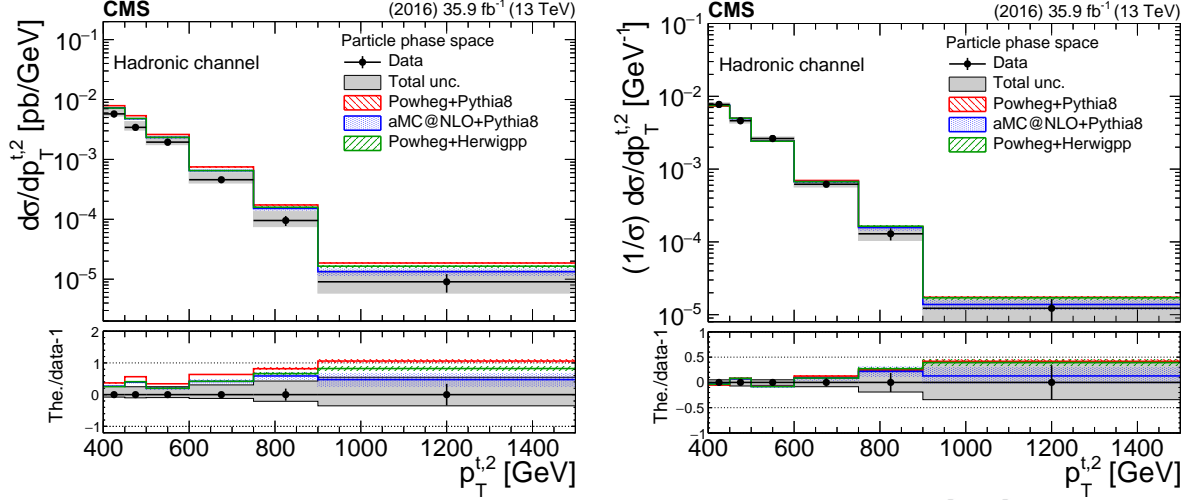 CMS (2016) 35.9 fb⁻¹ (13 TeV)
dσ/dp_T^{t,2} [pb/GeV]
10⁻¹
10⁻²
10⁻³
10⁻⁴
10⁻⁵
Hadronic channel
Particle phase space
Data
Total unc.
Powheg+Pythia8
aMC@NLO+Pythia8
Powheg+Herwigpp
The./data-1
2
1
0
−1
400 600 800 1000 1200 1400
p_T^{t,2} [GeV]
CMS (2016) 35.9 fb⁻¹ (13 TeV)
(1/σ) dσ/dp_T^{t,2} [GeV⁻¹]
10⁻¹
10⁻²
10⁻³
10⁻⁴
10⁻⁵
Hadronic channel
Particle phase space
Data
Total unc.
Powheg+Pythia8
aMC@NLO+Pythia8
Powheg+Herwigpp
The./data-1
1
0.5
0
−0.5
−1
400 600 800 1000 1200 1400
p_T^{t,2} [GeV]